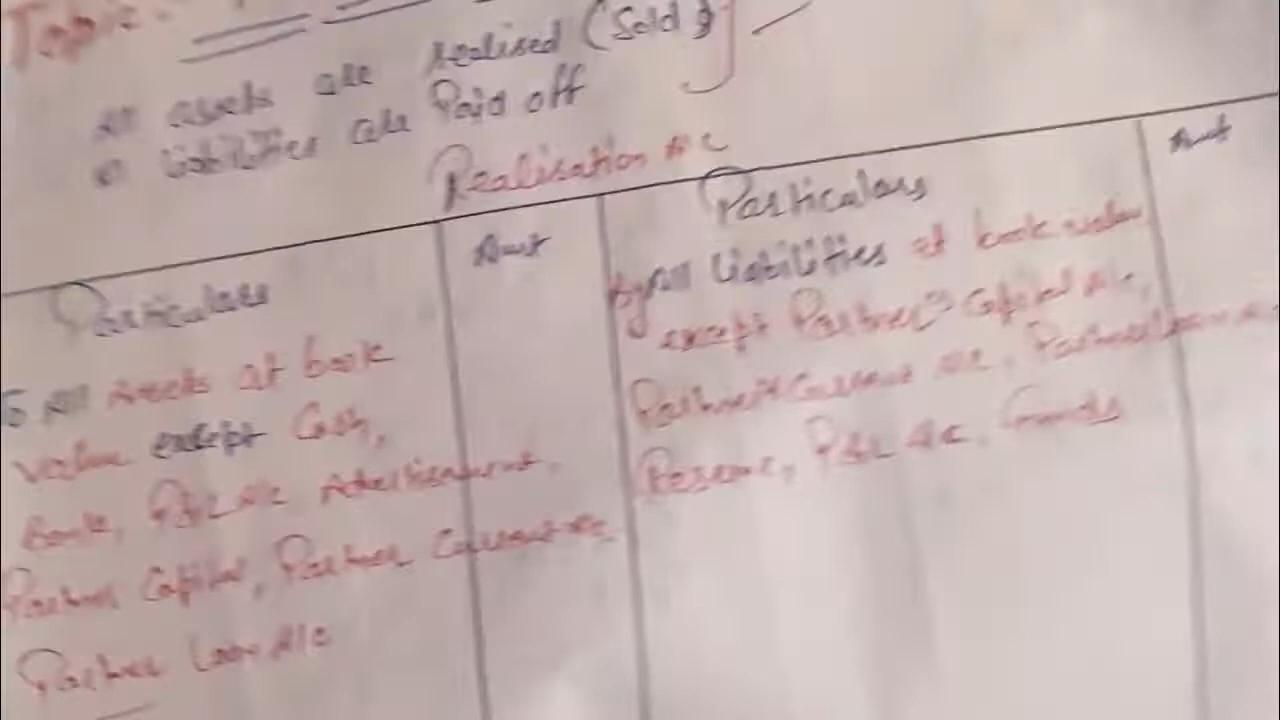 Topic:
All assets are realised (Sold)
All liabilities are Paid off
Realisation A/c
Particulars Amt Particulars Amt
To All Assets at book
value except Cash,
Bank, P&L A/c Advertisement,
Partner Capital, Partner Current A/c
Partner Loan A/c
By All Liabilities at book value
except Partner's Capital A/c,
Partner's Current A/c, Partner Loan A/c
Reserve, P&L A/c, Funds